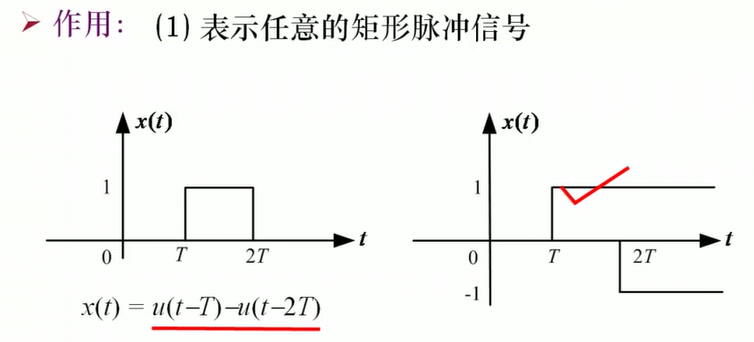 ➤ 作用： (1) 表示任意的矩形脉冲信号
x(t)
1
0
T
2T
t
x(t) = u(t–T)–u(t–2T)
x(t)
1
0
T
2T
t
-1